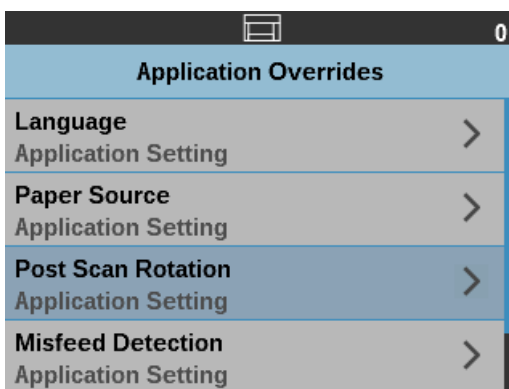 0
Application Overrides
Language
Application Setting
Paper Source
Application Setting
Post Scan Rotation
Application Setting
Misfeed Detection
Application Setting